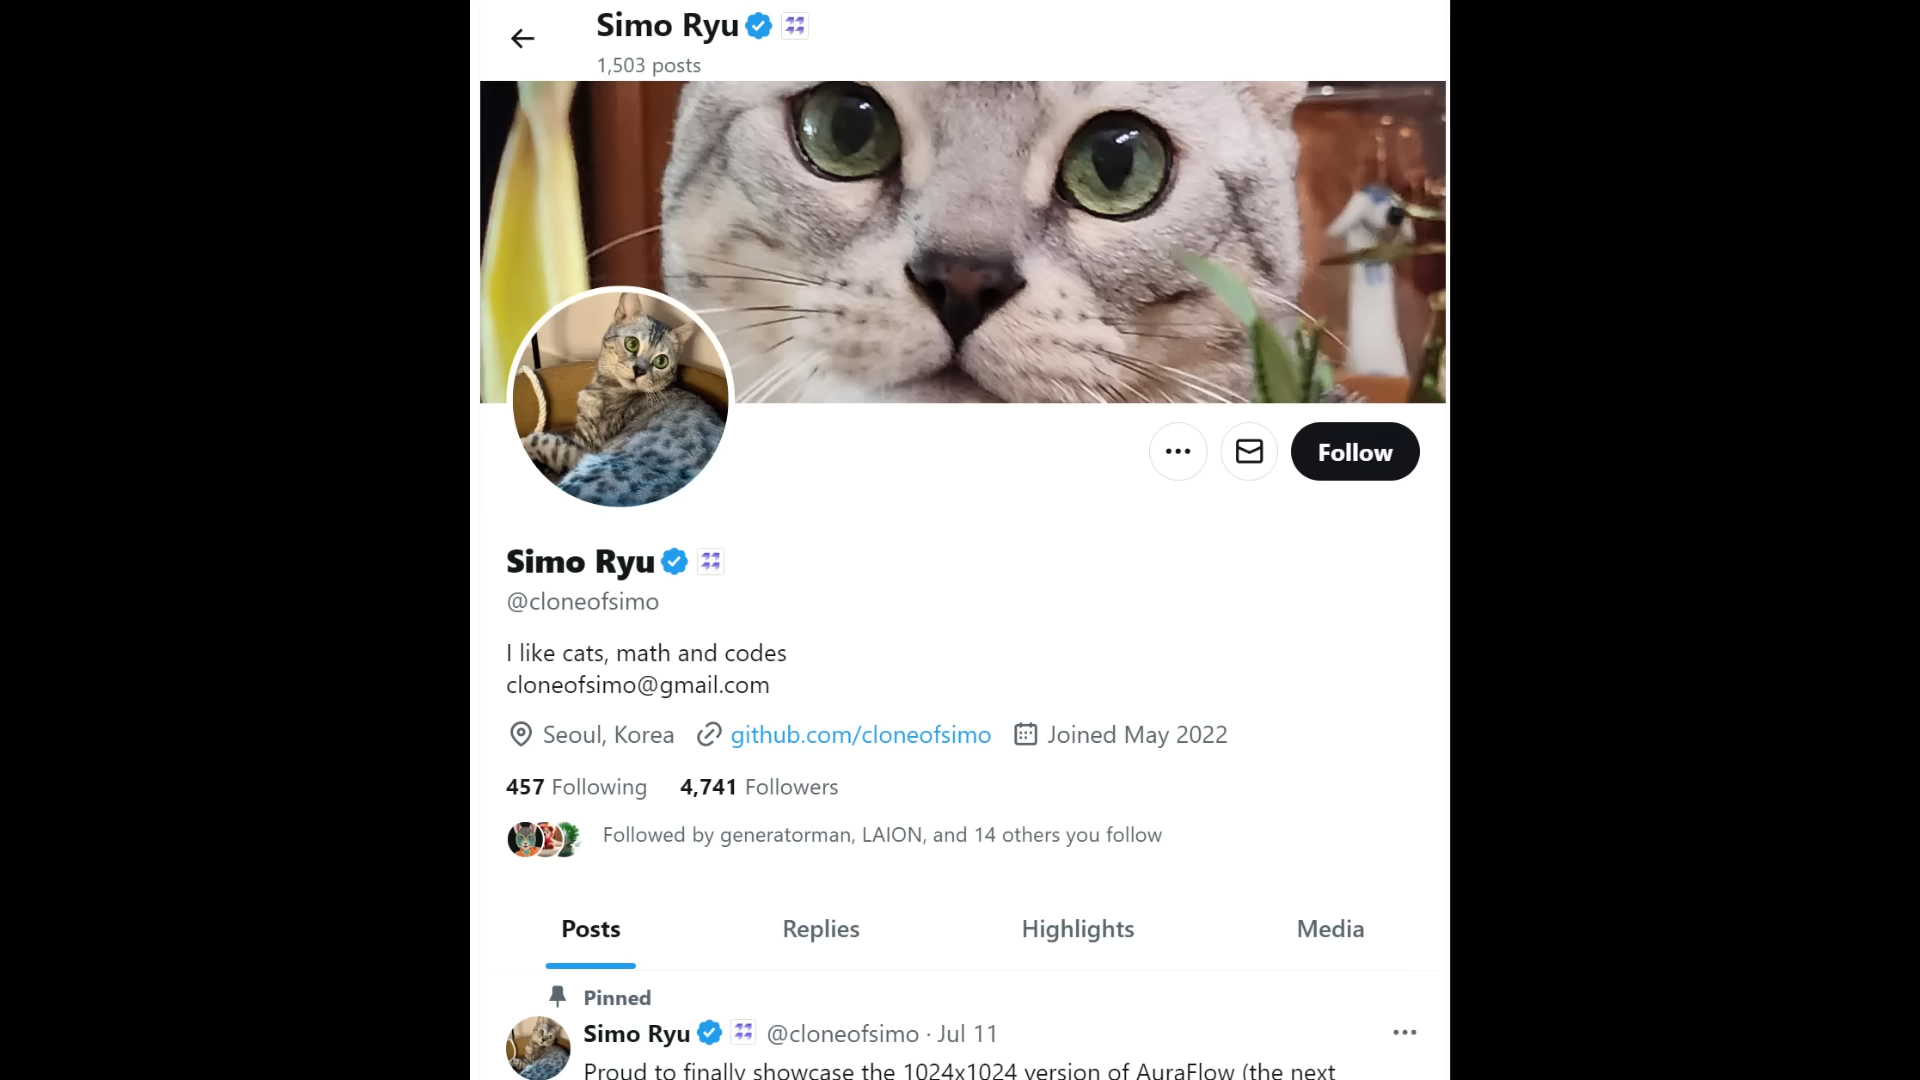 Simo Ryu
1,503 posts
Follow
Simo Ryu
@cloneofsimo
I like cats, math and codes
cloneofsimo@gmail.com
Seoul, Korea github.com/cloneofsimo Joined May 2022
457 Following 4,741 Followers
Followed by generatorman, LAION, and 14 others you follow
Posts Replies Highlights Media
Pinned
Simo Ryu @cloneofsimo · Jul 11
Proud to finally showcase the 1024x1024 version of AuraFlow (the next